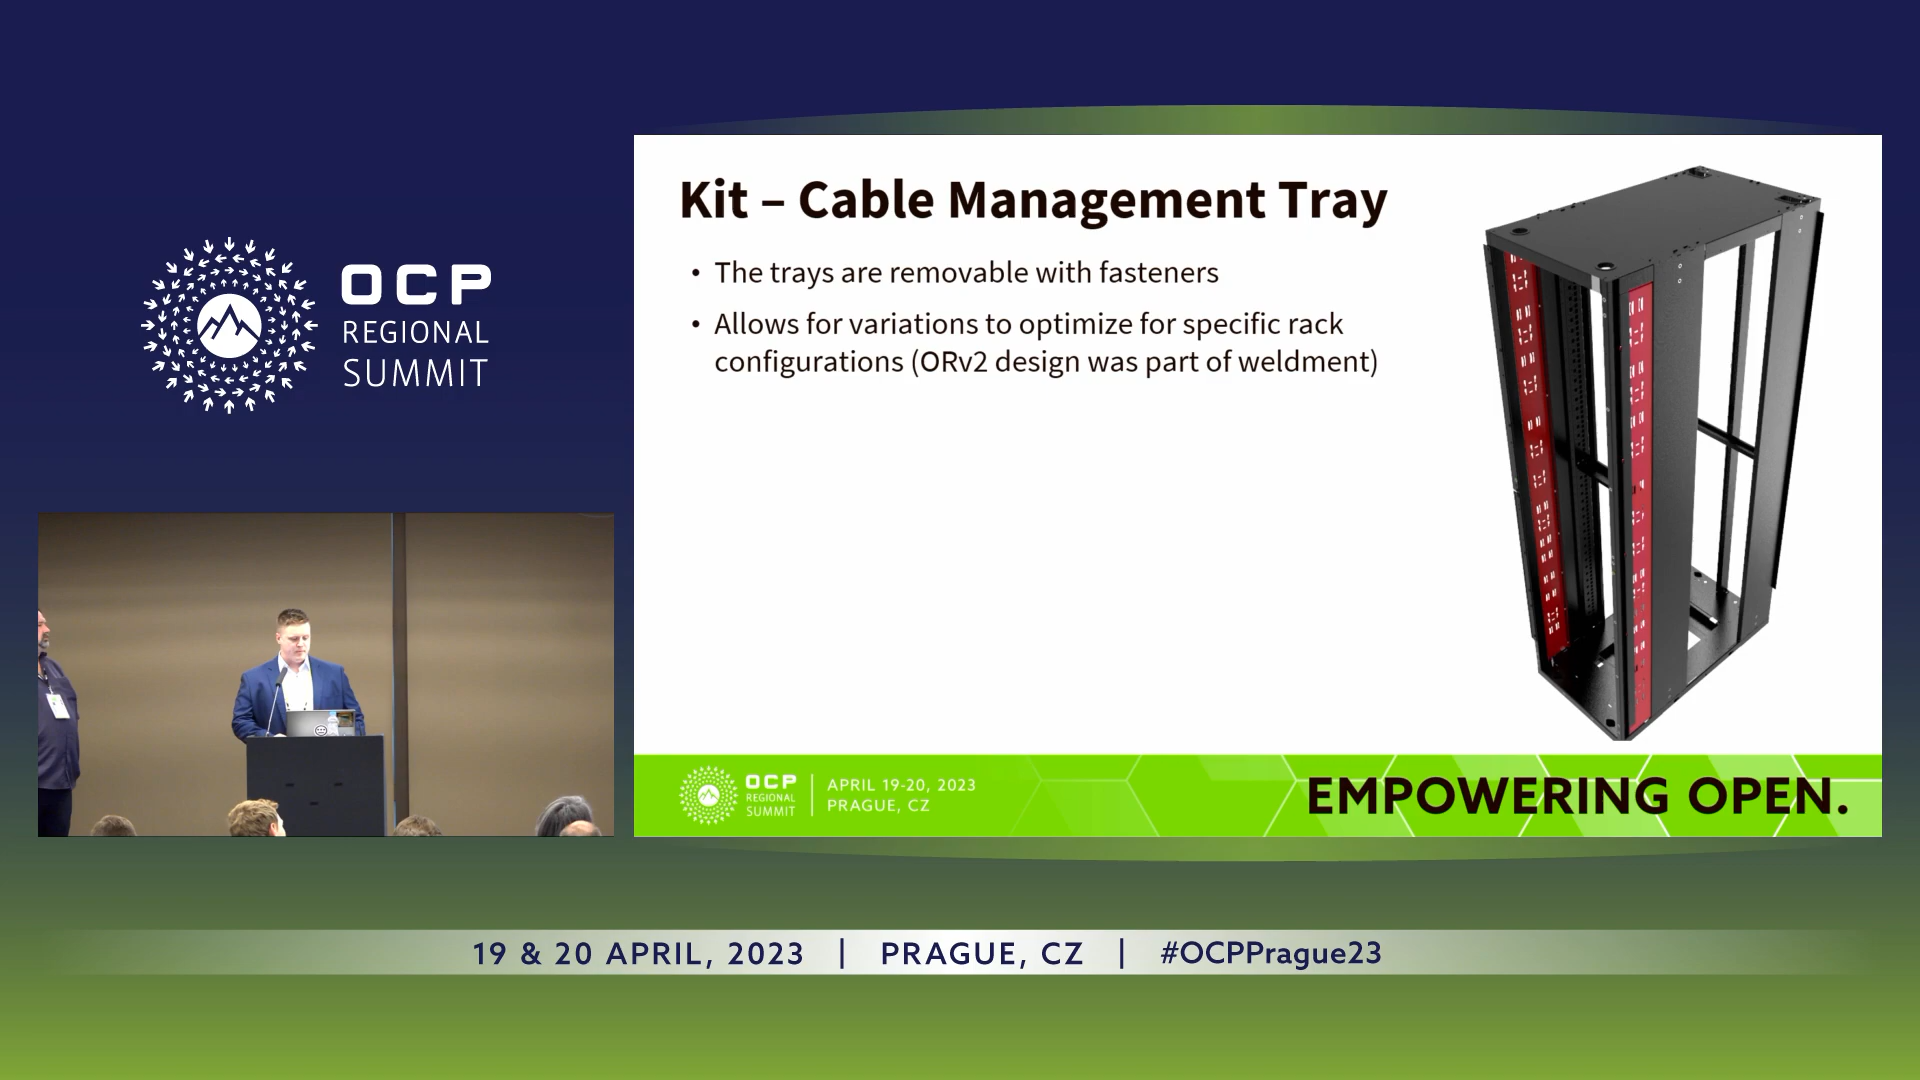 OCP
REGIONAL
SUMMIT
Kit – Cable Management Tray
• The trays are removable with fasteners
• Allows for variations to optimize for specific rack
configurations (ORv2 design was part of weldment)
OCP
REGIONAL
SUMMIT
APRIL 19-20, 2023
PRAGUE, CZ
EMPOWERING OPEN.
19 & 20 APRIL, 2023 | PRAGUE, CZ | #OCPPrague23